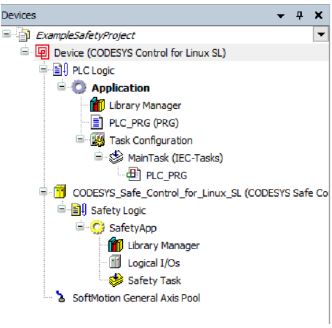 Devices
ExampleSafetyProject
Device (CODESYS Control for Linux SL)
PLC Logic
Application
Library Manager
PLC_PRG (PRG)
Task Configuration
MainTask (IEC-Tasks)
PLC_PRG
CODESYS_Safe_Control_for_Linux_SL (CODESYS Safe Co
Safety Logic
SafetyApp
Library Manager
Logical I/Os
Safety Task
SoftMotion General Axis Pool